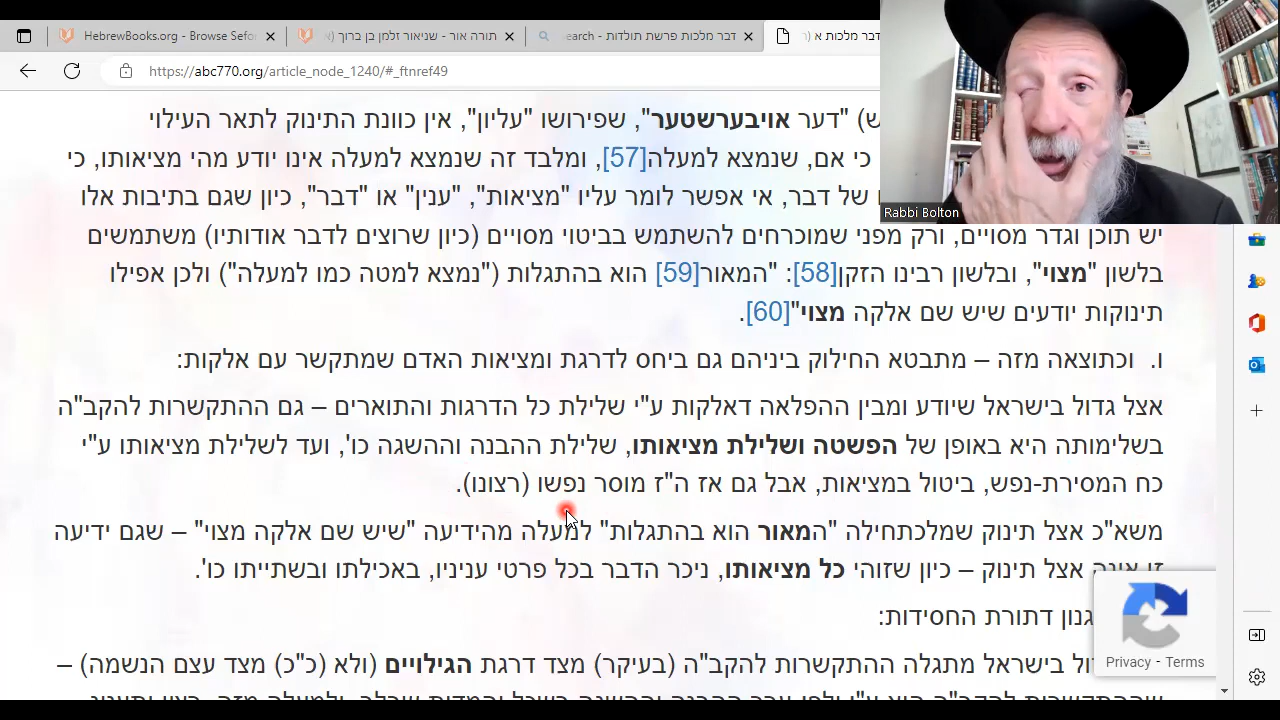 HebrewBooks.org - Browse Sefor
תורה אור - שניאור זלמן בן ברוך (א
דבר מלכות פרשת תולדות - search
דבר מלכות א (ר
https://abc770.org/article_node_1240/#_ftnref49
ש) "דער אויבערשטער", שפירושו "עליון", אין כוונת התינוק לתאר העילוי
כי אם, שנמצא למעלה[57], ומלבד זה שנמצא למעלה אינו יודע מהי מציאותו, כי
של דבר, אי אפשר לומר עליו "מציאות", "ענין" או "דבר", כיון שגם בתיבות אלו
יש תוכן וגדר מסויים, ורק מפני שמוכרחים להשתמש בביטוי מסויים (כיון שרוצים לדבר אודותיו) משתמשים
בלשון "מצוי", ובלשון רבינו הזקן[58]: "המאור[59] הוא בהתגלות ("נמצא למטה כמו למעלה") ולכן אפילו
תינוקות יודעים שיש שם אלקה מצוי"[60].
ו. וכתוצאה מזה – מתבטא החילוק ביניהם גם ביחס לדרגת ומציאות האדם שמתקשר עם אלקות:
אצל גדול בישראל שיודע ומבין ההפלאה דאלקות ע"י שלילת כל הדרגות והתוארים – גם ההתקשרות להקב"ה
בשלימותה היא באופן של הפשטה ושלילת מציאותו, שלילת ההבנה וההשגה כו', ועד לשלילת מציאותו ע"י
כח המסירת-נפש, ביטול במציאות, אבל גם אז ה"ז מוסר נפשו (רצונו).
משא"כ אצל תינוק שמלכתחילה "המאור הוא בהתגלות" למעלה מהידיעה "שיש שם אלקה מצוי" – שגם ידיעה
זו אינה אצל תינוק – כיון שזוהי כל מציאותו, ניכר הדבר בכל פרטי עניניו, באכילתו ובשתייתו כו'.
גנון דתורת החסידות:
דול בישראל מתגלה ההתקשרות להקב"ה (בעיקר) מצד דרגת הגילויים (ולא (כ"כ) מצד עצם הנשמה) –
Rabbi Bolton
Privacy - Terms